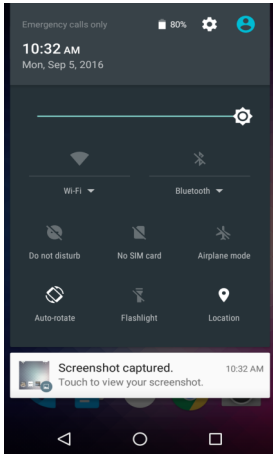 Emergency calls only
80%
10:32 AM
Mon, Sep 5, 2016
Wi-Fi
Bluetooth
Do not disturb
No SIM card
Airplane mode
Auto-rotate
Flashlight
Location
Screenshot captured.
10:32 AM
Touch to view your screenshot.